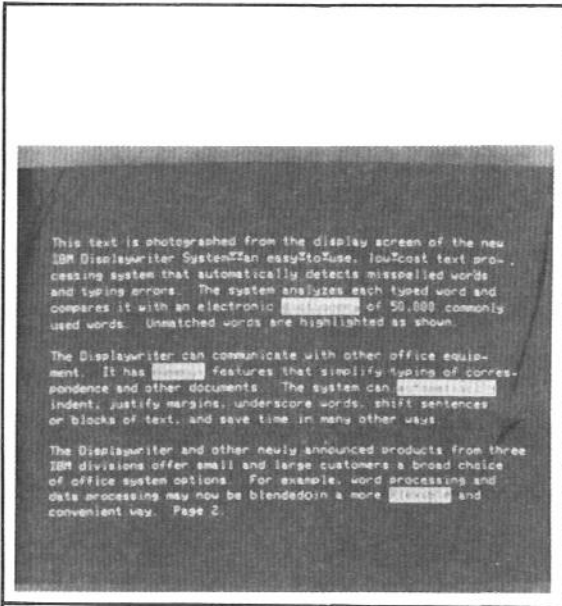 This text is photographed from the display screen of the new
IBM Displaywriter System--an easy-to-use, low-cost text pro-
cessing system that automatically detects misspelled words
and typing errors. The system analyzes each typed word and
compares it with an electronic of 50,000 commonly
used words. Unmatched words are highlighted as shown.
The Displaywriter can communicate with other office equip-
ment. It has features that simplify typing of corres-
pondence and other documents. The system can
indent, justify margins, underscore words, shift sentences
or blocks of text, and save time in many other ways.
The Displaywriter and other newly announced products from three
IBM divisions offer small and large customers a broad choice
of office system options. For example, word processing and
data processing may now be blendedoin a more and
convenient way. Page 2.